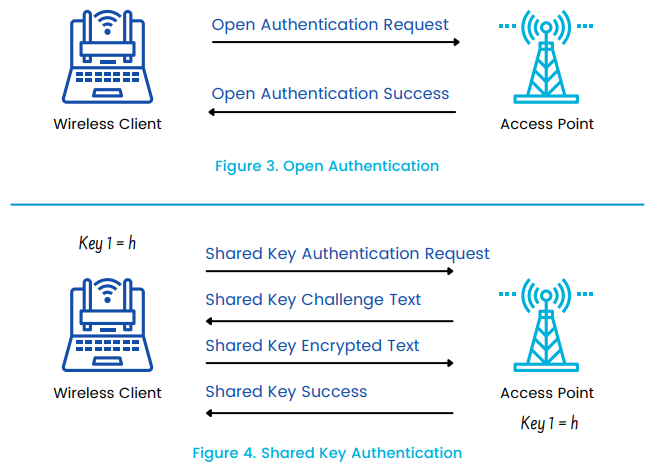 Open Authentication Request
Open Authentication Success
Wireless Client
Access Point
Figure 3. Open Authentication
Key 1 = h
Shared Key Authentication Request
Shared Key Challenge Text
Shared Key Encrypted Text
Shared Key Success
Wireless Client
Access Point
Key 1 = h
Figure 4. Shared Key Authentication